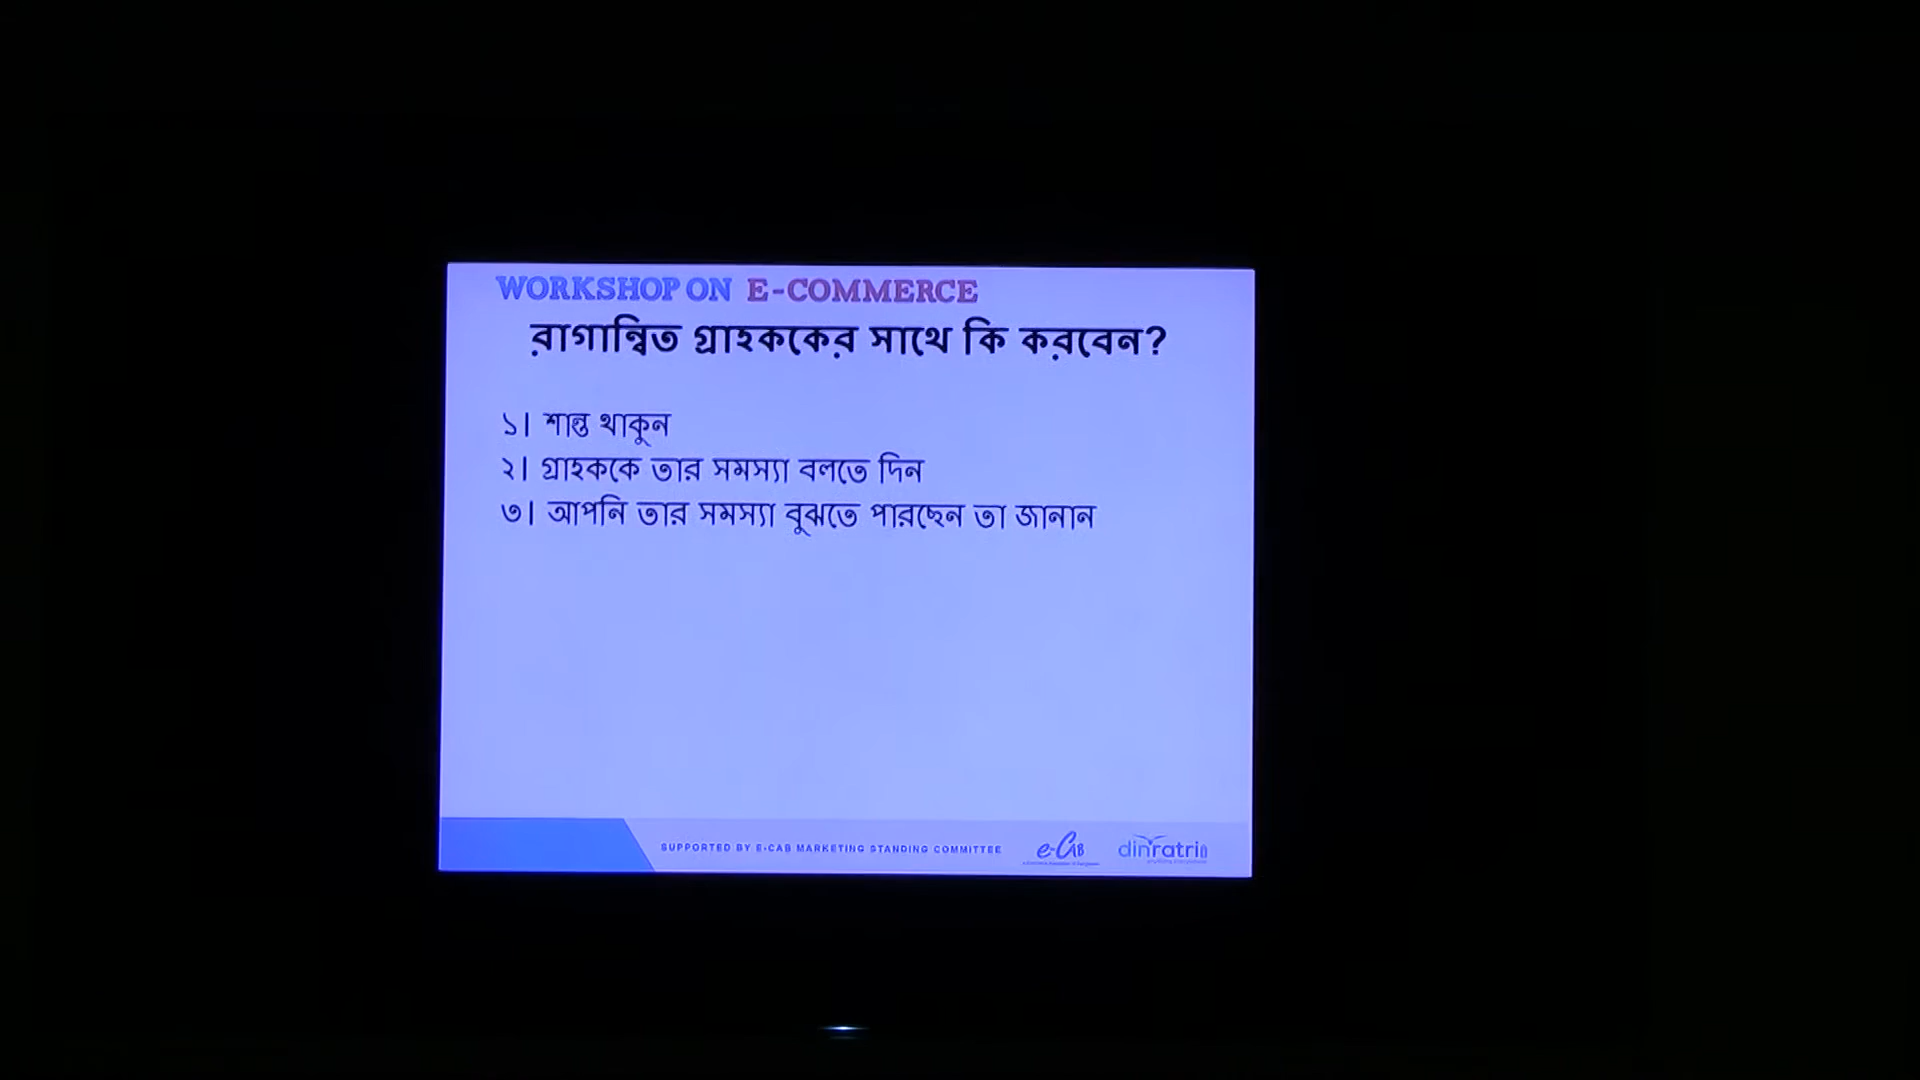 WORKSHOP ON E-COMMERCE
রাগান্বিত গ্রাহককের সাথে কি করবেন?
১। শান্ত থাকুন
২। গ্রাহককে তার সমস্যা বলতে দিন
৩। আপনি তার সমস্যা বুঝতে পারছেন তা জানান
SUPPORTED BY E-CAB MARKETING STANDING COMMITTEE
e-CAB
dinratri